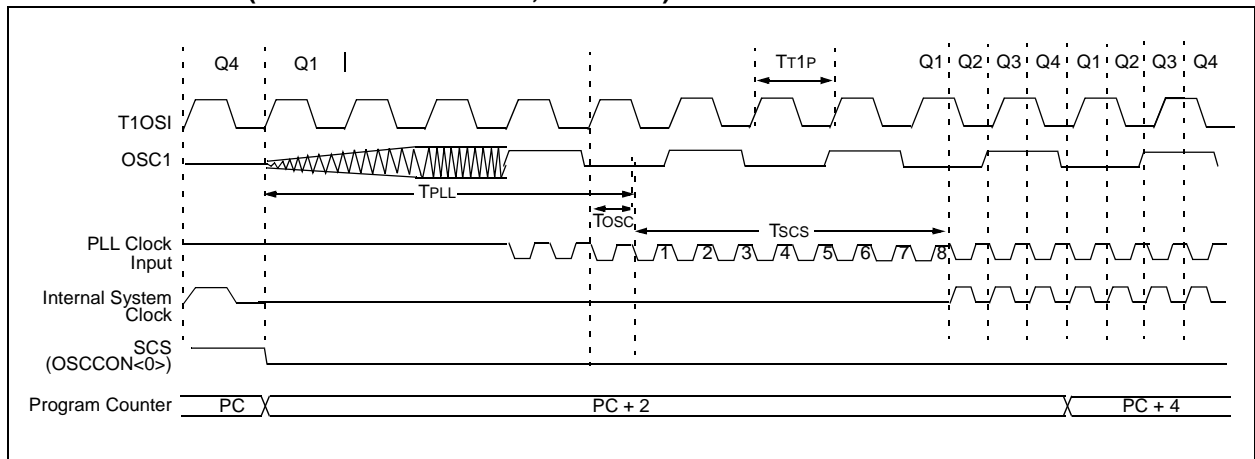 Q4 Q1 TT1P Q1 Q2 Q3 Q4 Q1 Q2 Q3 Q4
T1OSI
OSC1
TPLL
TOSC
TSCS
PLL Clock
Input
1 2 3 4 5 6 7 8
Internal System
Clock
SCS
(OSCCON<0>)
Program Counter PC PC + 2 PC + 4